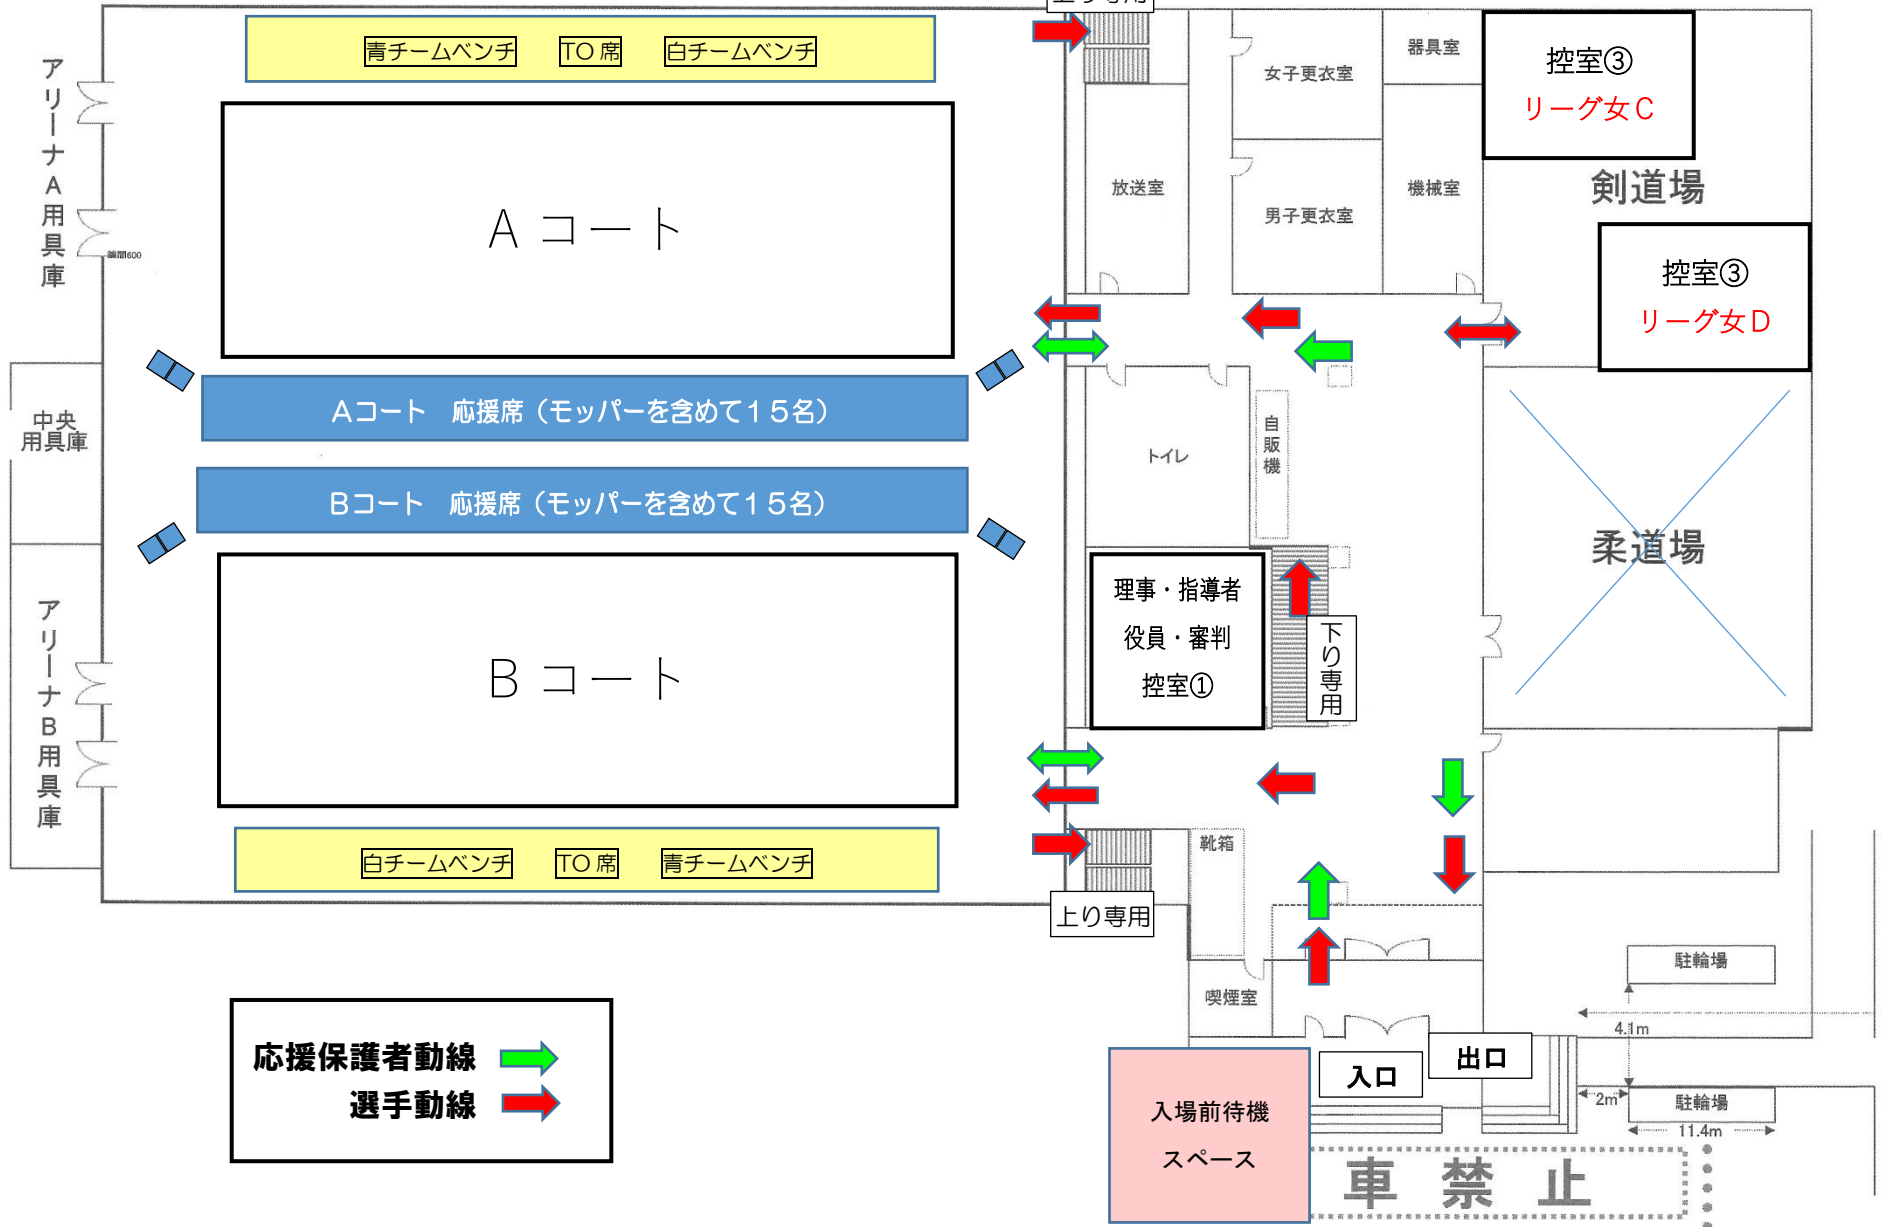 上り専用
青チームベンチ TO席 白チームベンチ
アリーナA用具庫
Aコート
女子更衣室
器具室
控室③
リーグ女C
剣道場
放送室
男子更衣室
機械室
控室③
リーグ女D
中央
用具庫
Aコート 応援席（モッパーを含めて15名）
Bコート 応援席（モッパーを含めて15名）
トイレ
自販機
柔道場
アリーナB用具庫
Bコート
理事・指導者
役員・審判
控室①
下り専用
白チームベンチ TO席 青チームベンチ
靴箱
上り専用
喫煙室
駐輪場
4.1m
応援保護者動線
選手動線
入口
出口
2m
駐輪場
11.4m
入場前待機
スペース
車禁止